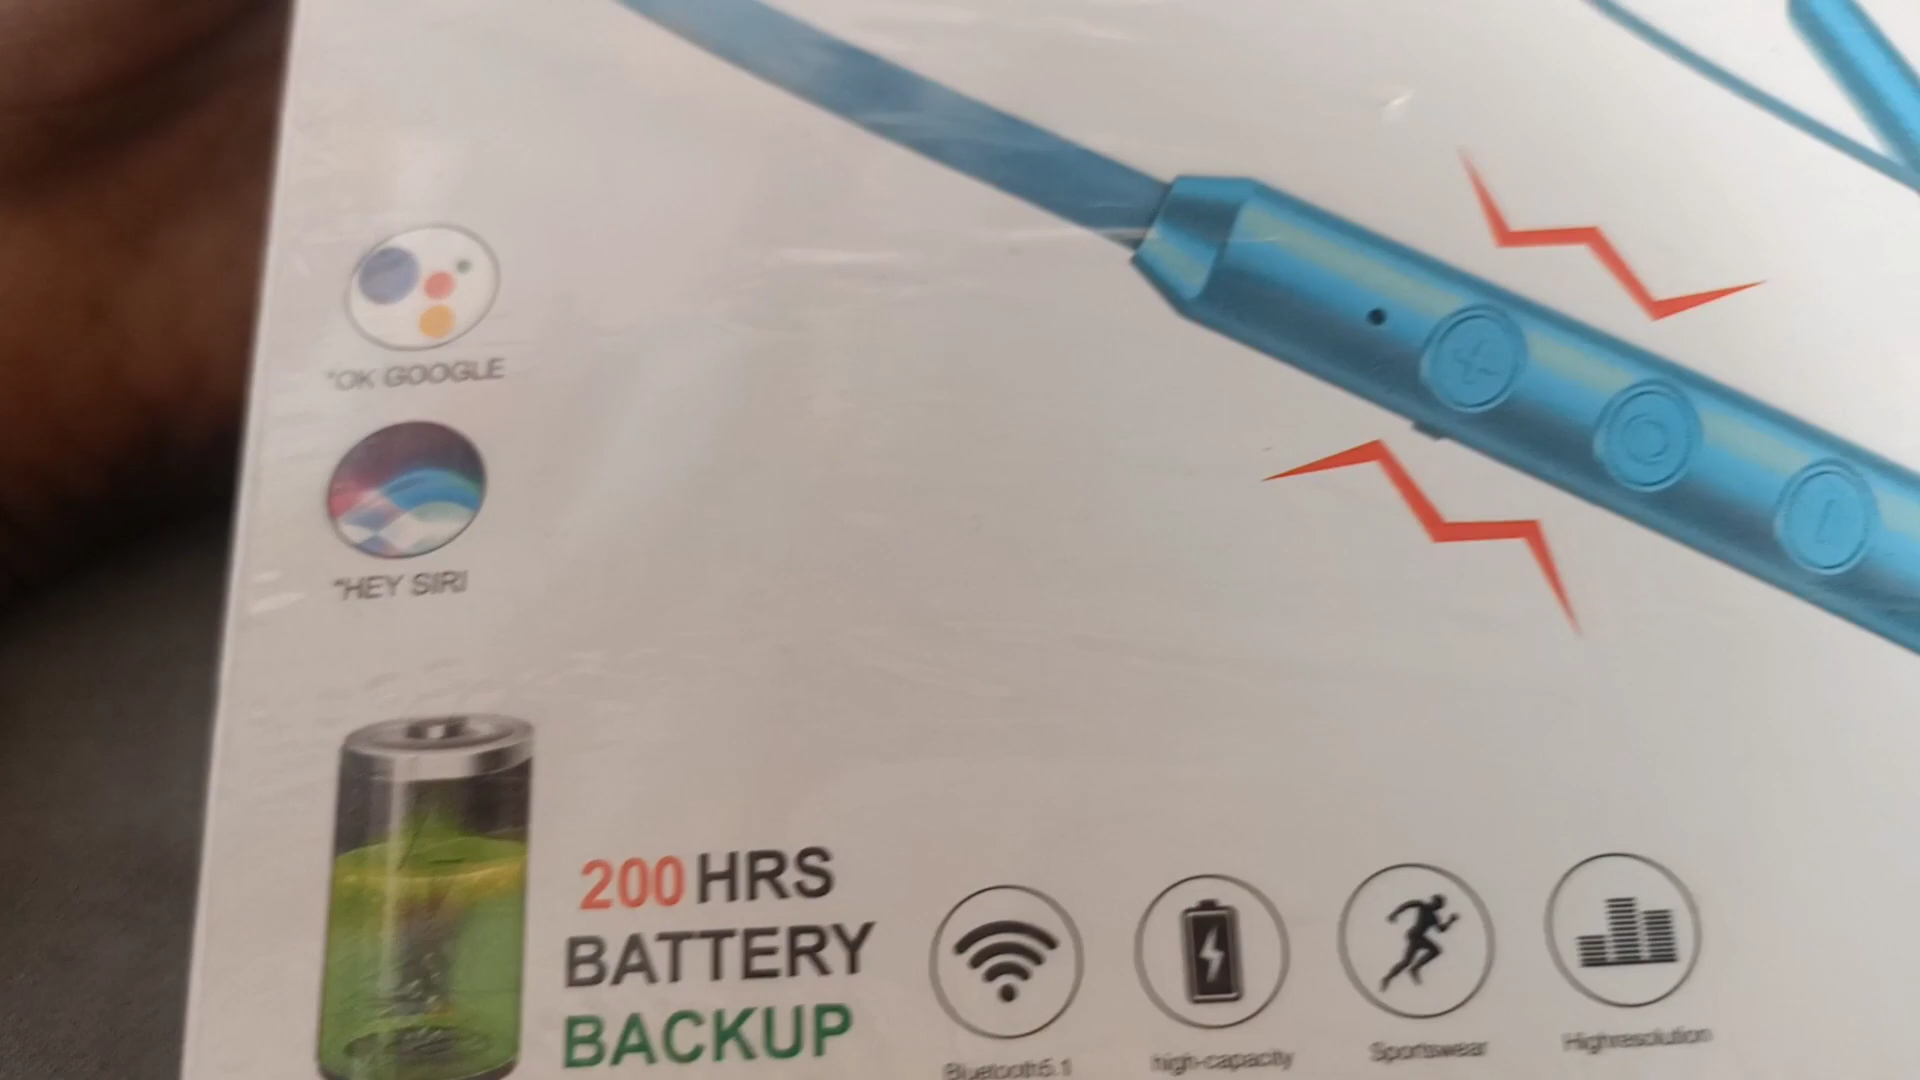 "OK GOOGLE
"HEY SIRI
200 HRS
BATTERY
BACKUP
Bluetooth5.1
high-capacity
Sportswear
Highresolution